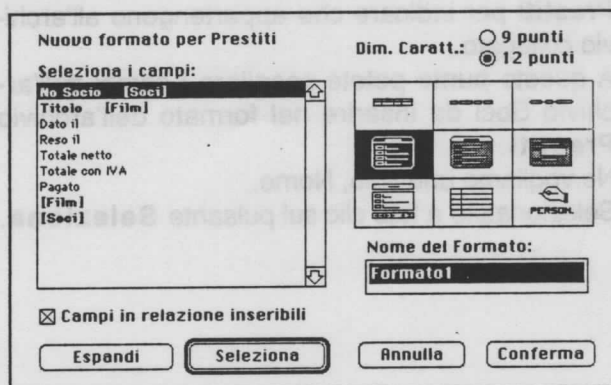 Nuovo formato per Prestiti
Dim. Caratt.:
9 punti
12 punti
Seleziona i campi:
No Socio [Soci]
Titolo [Film]
Dato il
Reso il
Totale netto
Totale con IVA
Pagato
[Film]
[Soci]
PERSONL.
Nome del Formato:
Formato1
Campi in relazione inseribili
Espandi
Seleziona
Annulla
Conferma